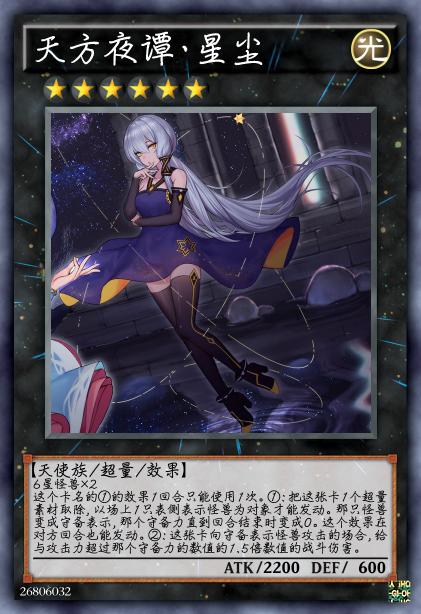 天方夜谭·星尘
光
【天使族/超量/效果】
6星怪兽×2
这个卡名的①的效果1回合只能使用1次。①:把这张卡1个超量
素材取除,以场上1只表侧表示怪兽为对象才能发动。那只怪兽
变成守备表示,那个守备力直到回合结束时变成0。这个效果在
对方回合也能发动。②:这张卡向守备表示怪兽攻击的场合,给
与攻击力超过那个守备力的数值的1.5倍数值的战斗伤害。
ATK/2200 DEF/ 600
26806032